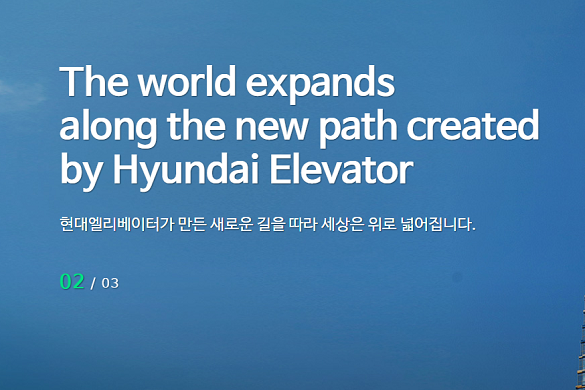 The world expands
along the new path created
by Hyundai Elevator
현대엘리베이터가 만든 새로운 길을 따라 세상은 위로 넓어집니다.
02 / 03